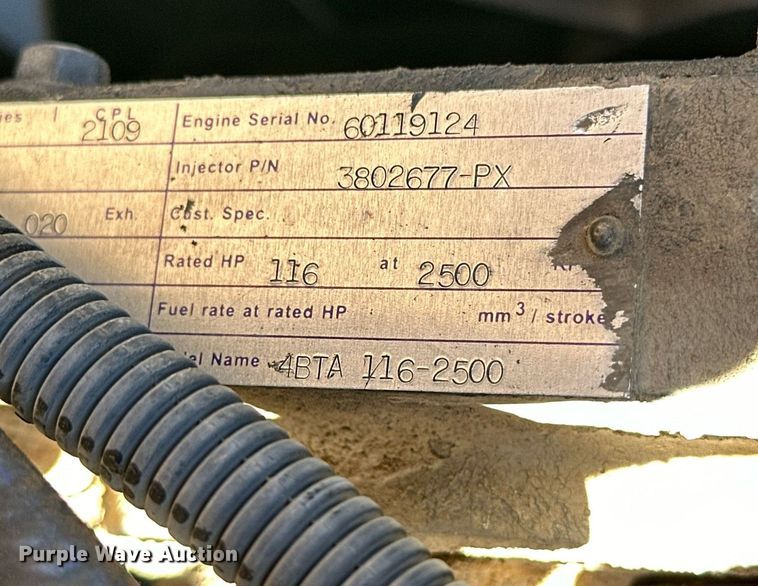 CPL
2109
Engine Serial No. 60119124
Injector P/N 3802677-PX
020 Exh. Cust. Spec.
Rated HP 116 at 2500
Fuel rate at rated HP mm3/ stroke
Name 4BTA 116-2500
Purple Wave Auction